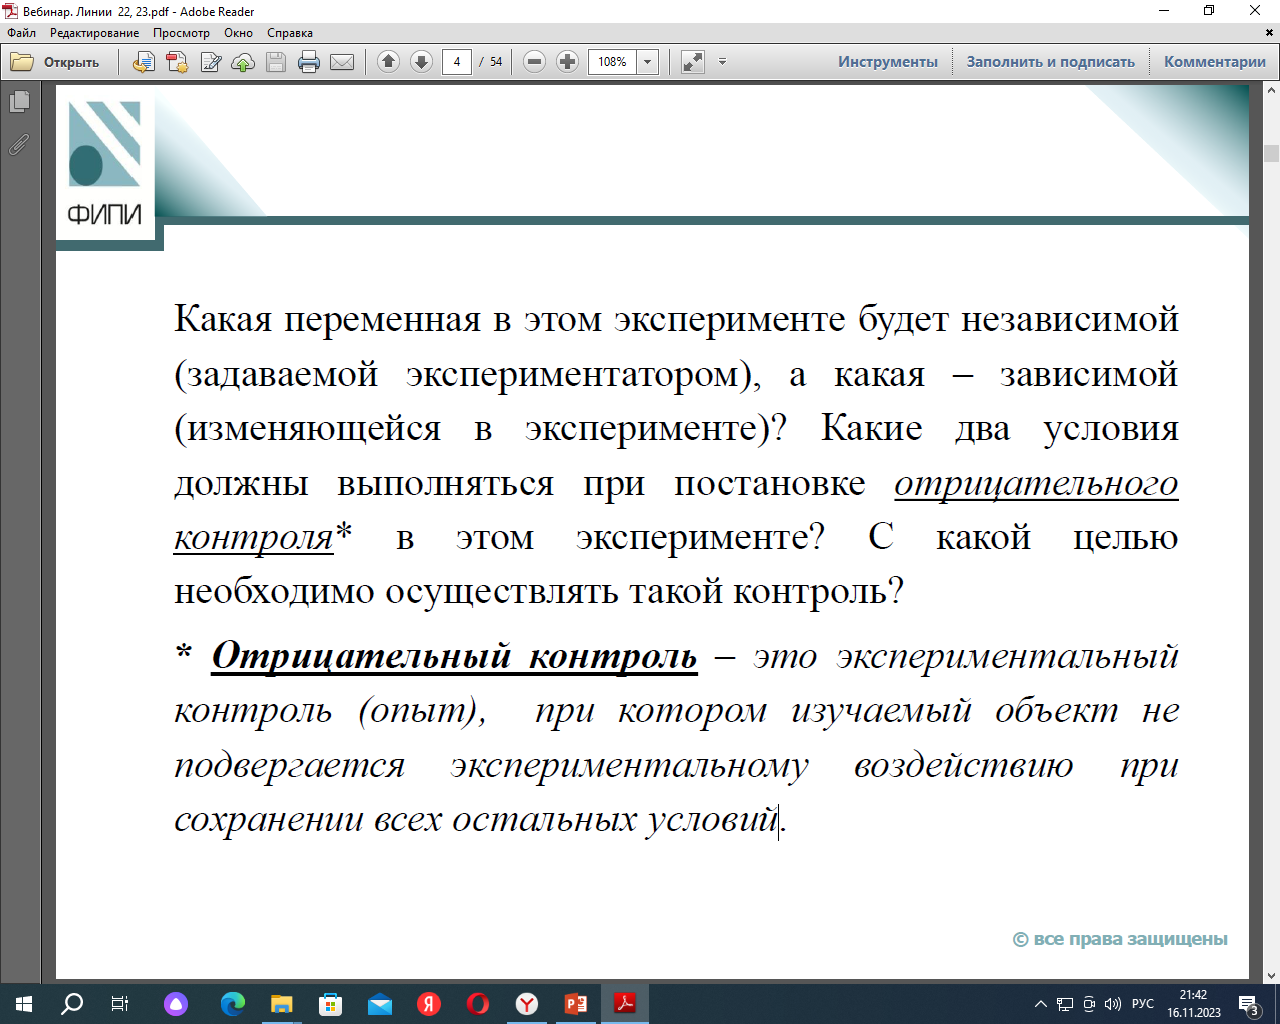 Вебинар. Линии 22, 23.pdf - Adobe Reader
Файл Редактирование Просмотр Окно Справка
Открыть 4 / 54 108% Инструменты Заполнить и подписать Комментарии
ФИПИ
Какая переменная в этом эксперименте будет независимой
(задаваемой экспериментатором), а какая – зависимой
(изменяющейся в эксперименте)? Какие два условия
должны выполняться при постановке отрицательного
контроля* в этом эксперименте? С какой целью
необходимо осуществлять такой контроль?
* Отрицательный контроль – это экспериментальный
контроль (опыт), при котором изучаемый объект не
подвергается экспериментальному воздействию при
сохранении всех остальных условий.
© все права защищены
РУС
21:42
16.11.2023
3